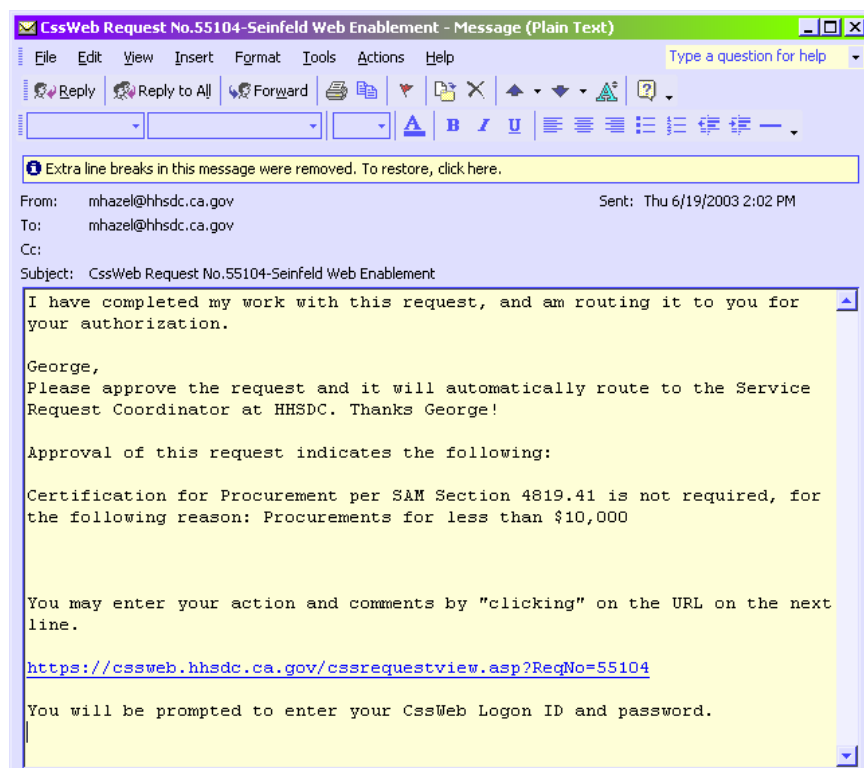 CssWeb Request No.55104-Seinfeld Web Enablement - Message (Plain Text)
File Edit View Insert Format Tools Actions Help Type a question for help
Reply Reply to All Forward
A B I U
Extra line breaks in this message were removed. To restore, click here.
From: mhazel@hhsdc.ca.gov Sent: Thu 6/19/2003 2:02 PM
To: mhazel@hhsdc.ca.gov
Cc:
Subject: CssWeb Request No.55104-Seinfeld Web Enablement
I have completed my work with this request, and am routing it to you for
your authorization.
George,
Please approve the request and it will automatically route to the Service
Request Coordinator at HHSDC. Thanks George!
Approval of this request indicates the following:
Certification for Procurement per SAM Section 4819.41 is not required, for
the following reason: Procurements for less than $10,000
You may enter your action and comments by "clicking" on the URL on the next
line.
https://cssweb.hhsdc.ca.gov/cssrequestview.asp?ReqNo=55104
You will be prompted to enter your CssWeb Logon ID and password.